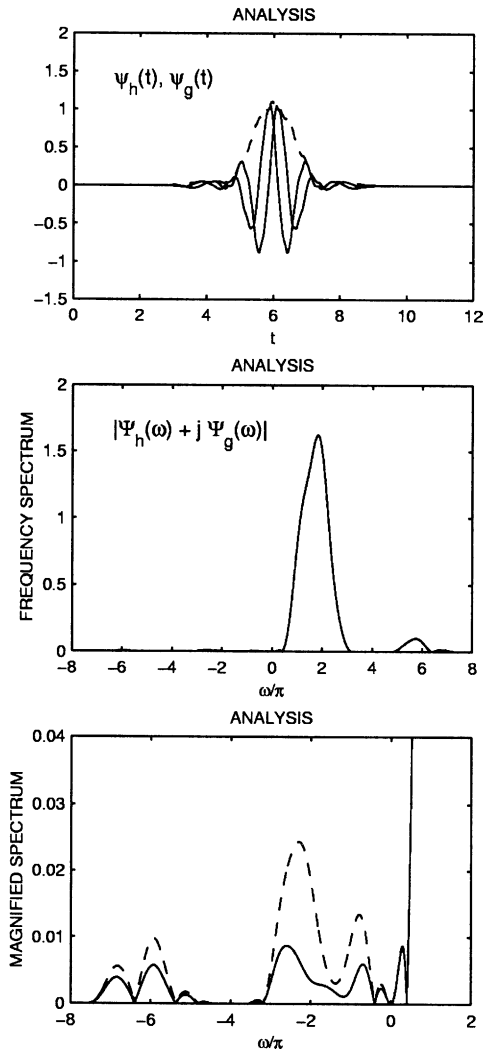 ANALYSIS
2
1.5
1
0.5
0
−0.5
−1
−1.5
ψh(t), ψg(t)
0 2 4 6 8 10 12
t
ANALYSIS
2
1.5
1
0.5
0
FREQUENCY SPECTRUM
|Ψh(ω) + j Ψg(ω)|
−8 −6 −4 −2 0 2 4 6 8
ω/π
ANALYSIS
0.04
0.03
0.02
0.01
0
MAGNIFIED SPECTRUM
−8 −6 −4 −2 0 2
ω/π